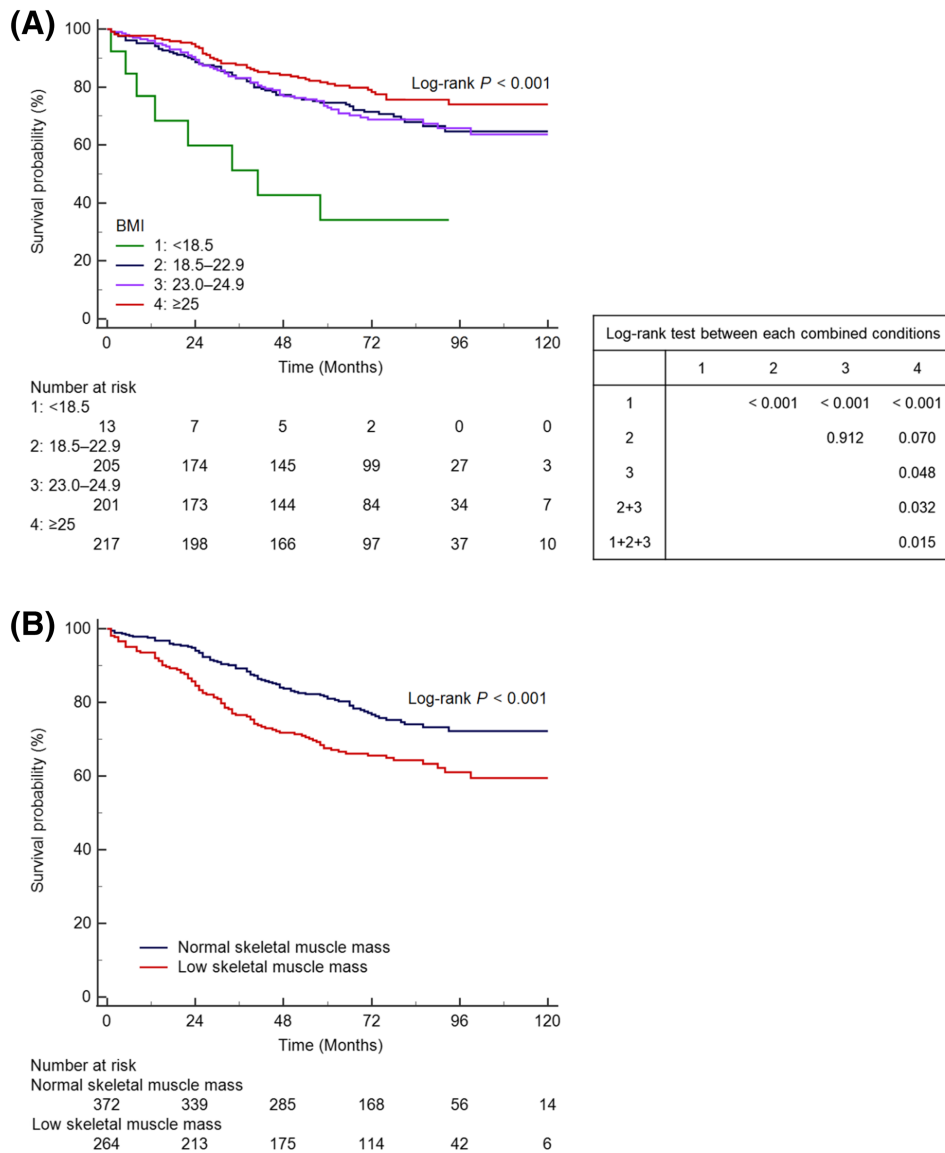 (A)
100
80
60
40
20
0
Survival probability (%)
Log-rank P < 0.001
BMI
1: <18.5
2: 18.5–22.9
3: 23.0–24.9
4: ≥25
0 24 48 72 96 120
Time (Months)
Number at risk
1: <18.5
13 7 5 2 0 0
2: 18.5–22.9
205 174 145 99 27 3
3: 23.0–24.9
201 173 144 84 34 7
4: ≥25
217 198 166 97 37 10
Log-rank test between each combined conditions
1 2 3 4
1 < 0.001 < 0.001 < 0.001
2 0.912 0.070
3 0.048
2+3 0.032
1+2+3 0.015
(B)
100
80
60
40
20
0
Survival probability (%)
Log-rank P < 0.001
Normal skeletal muscle mass
Low skeletal muscle mass
0 24 48 72 96 120
Time (Months)
Number at risk
Normal skeletal muscle mass
372 339 285 168 56 14
Low skeletal muscle mass
264 213 175 114 42 6